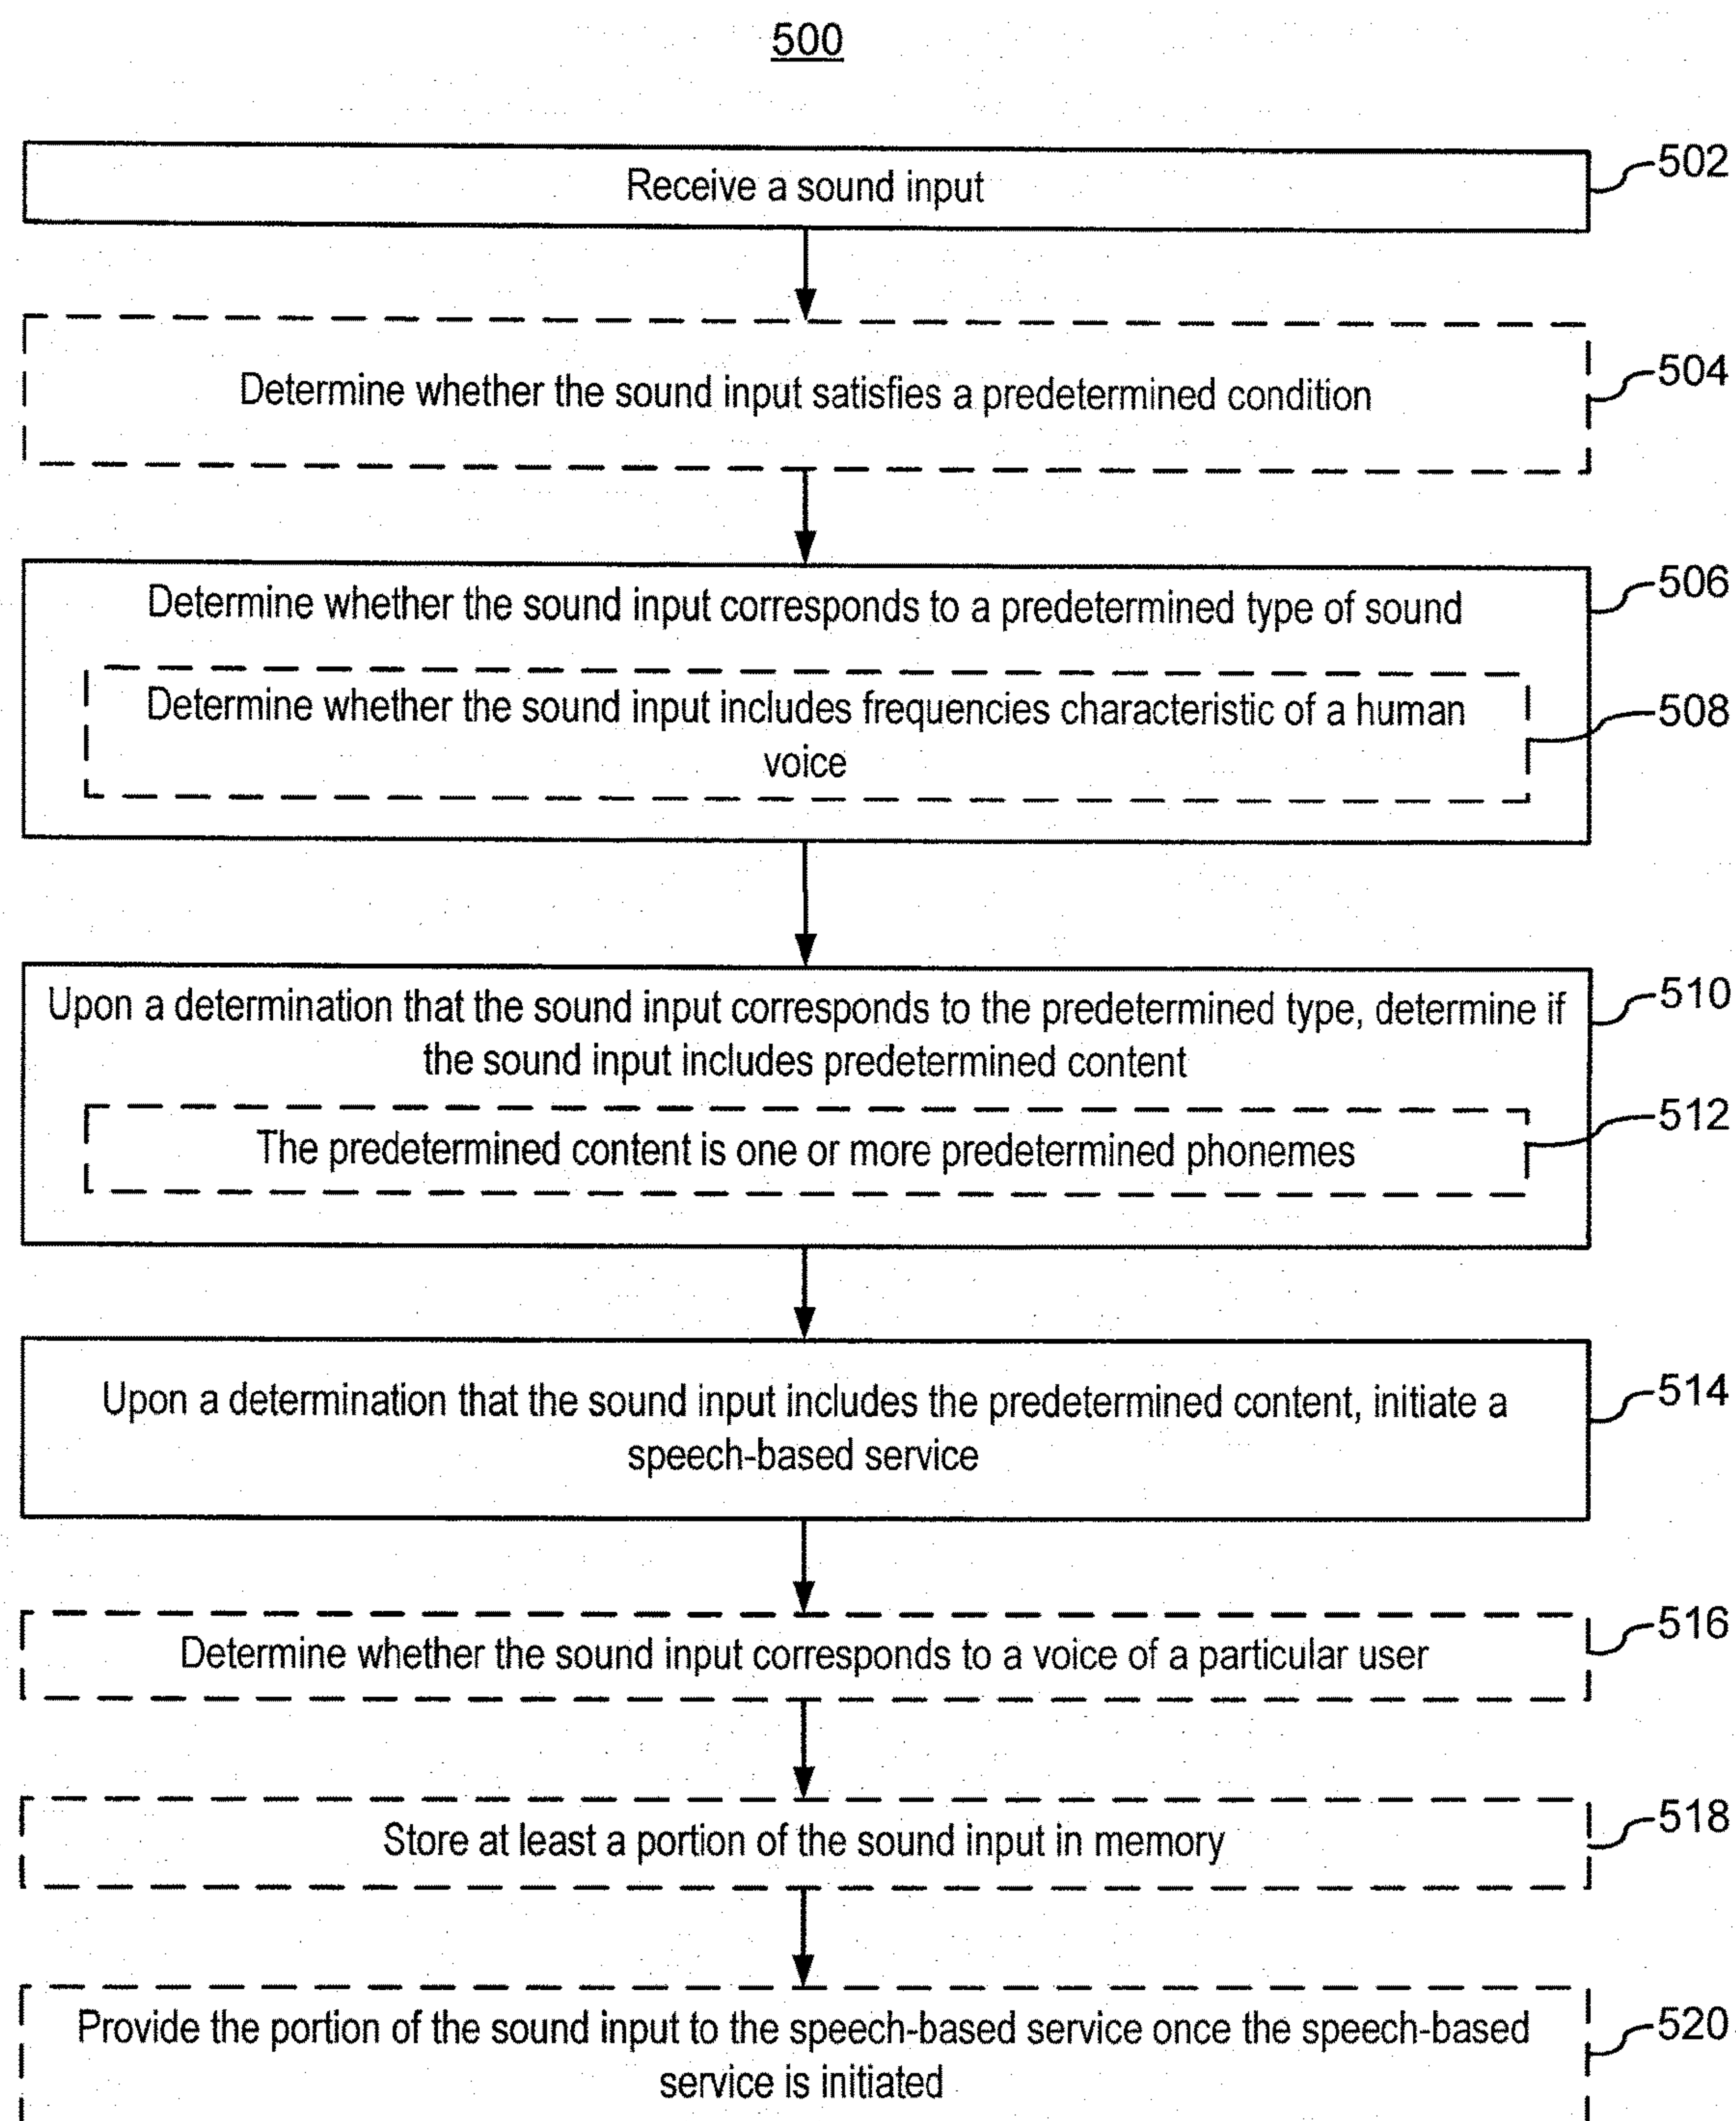 500
Receive a sound input
502
Determine whether the sound input satisfies a predetermined condition
504
Determine whether the sound input corresponds to a predetermined type of sound
506
Determine whether the sound input includes frequencies characteristic of a human
voice
508
Upon a determination that the sound input corresponds to the predetermined type, determine if
the sound input includes predetermined content
510
The predetermined content is one or more predetermined phonemes
512
Upon a determination that the sound input includes the predetermined content, initiate a
speech-based service
514
Determine whether the sound input corresponds to a voice of a particular user
516
Store at least a portion of the sound input in memory
518
Provide the portion of the sound input to the speech-based service once the speech-based
service is initiated
520